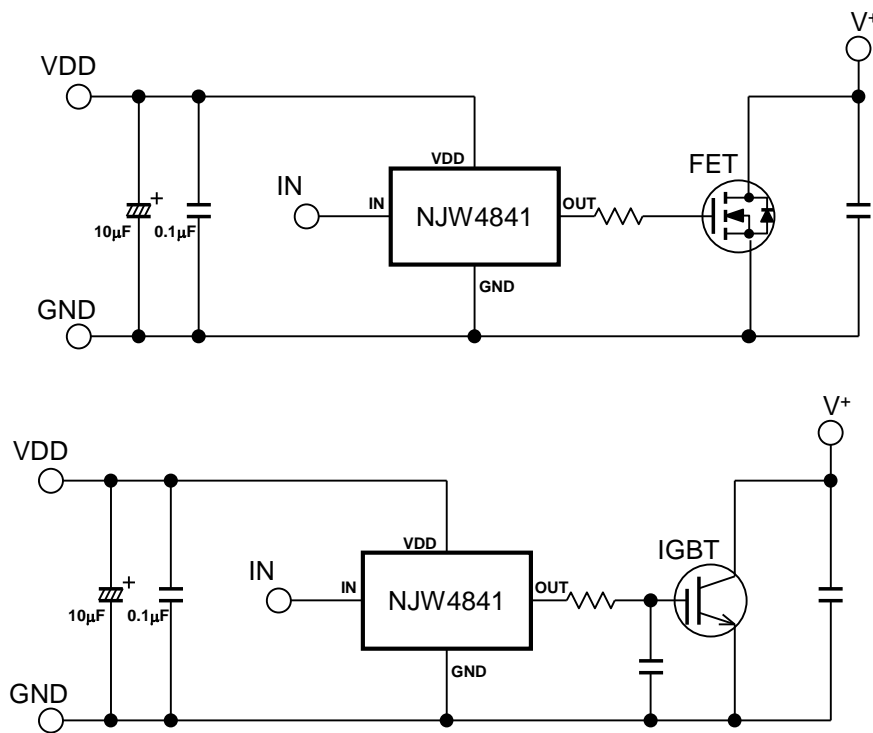 V+
VDD
FET
VDD
IN
IN
NJW4841
OUT
+
10µF
0.1µF
GND
GND
V+
VDD
IGBT
VDD
IN
IN
NJW4841
OUT
+
10µF
0.1µF
GND
GND